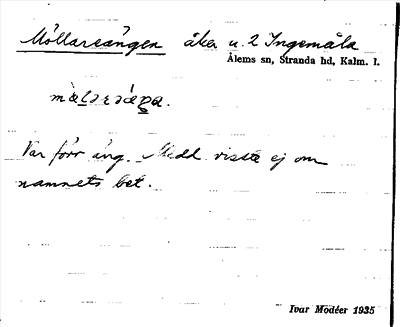 Möllareängen åker u. 2 Ingemåla
Ålems sn, Stranda hd, Kalm. l.
Var förr äng. Medd. visste ej om
namnets bet.
Ivar Modéer 1935